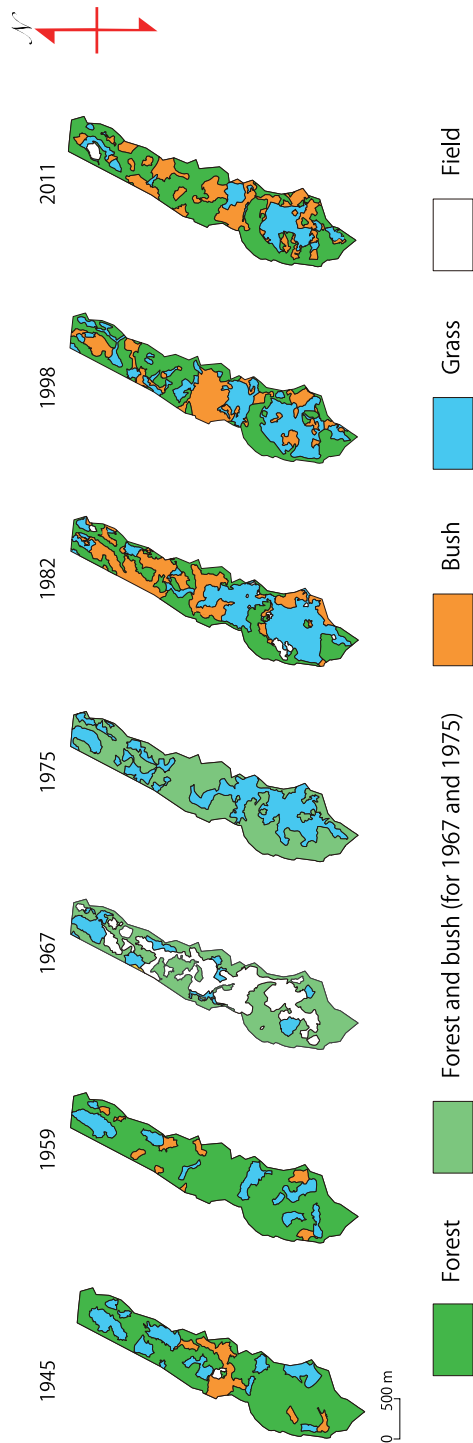 N
1945 1959 1967 1975 1982 1998 2011
0 500 m
Forest Forest and bush (for 1967 and 1975) Bush Grass Field